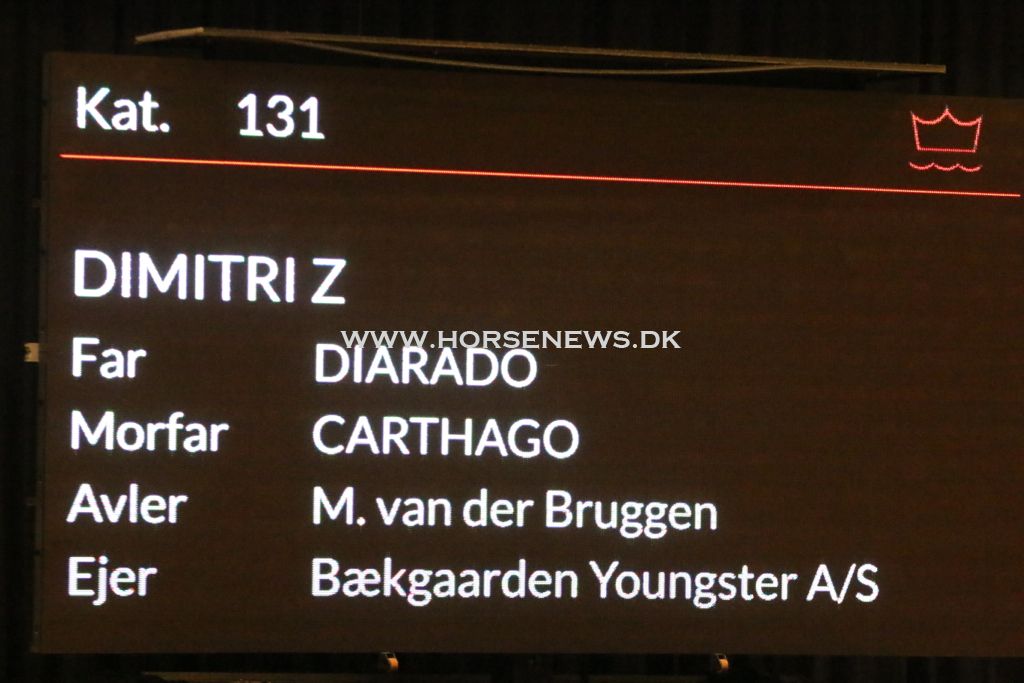 Kat. 131
DIMITRI Z
WWW.HORSENEWS.DK
Far DIARADO
Morfar CARTHAGO
Avler M. van der Bruggen
Ejer Bækgaarden Youngster A/S